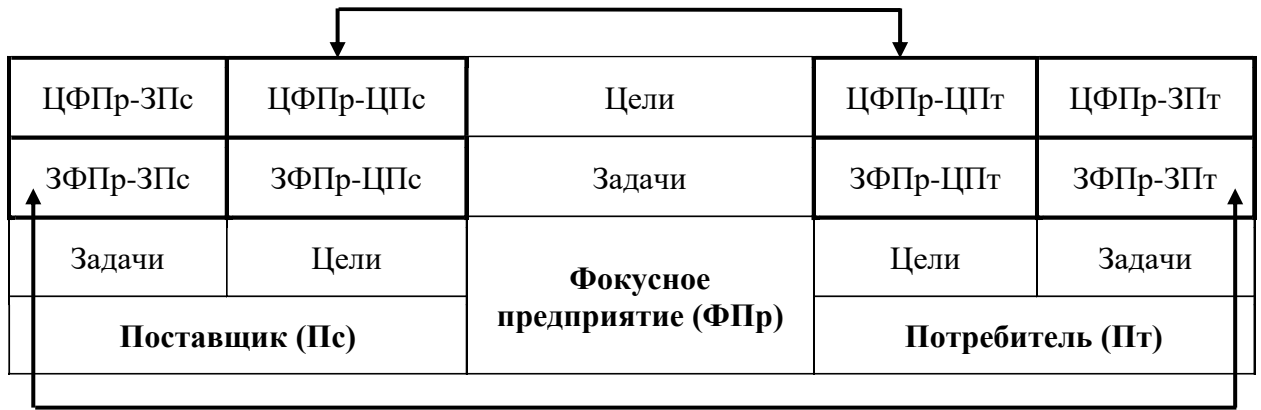 ЦФПр-ЗПс ЦФПр-ЦПс Цели ЦФПр-ЦПт ЦФПр-ЗПт
ЗФПр-ЗПс ЗФПр-ЦПс Задачи ЗФПр-ЦПт ЗФПр-ЗПт
Задачи Цели Фокусное предприятие (ФПр) Цели Задачи
Поставщик (Пс) Потребитель (Пт)